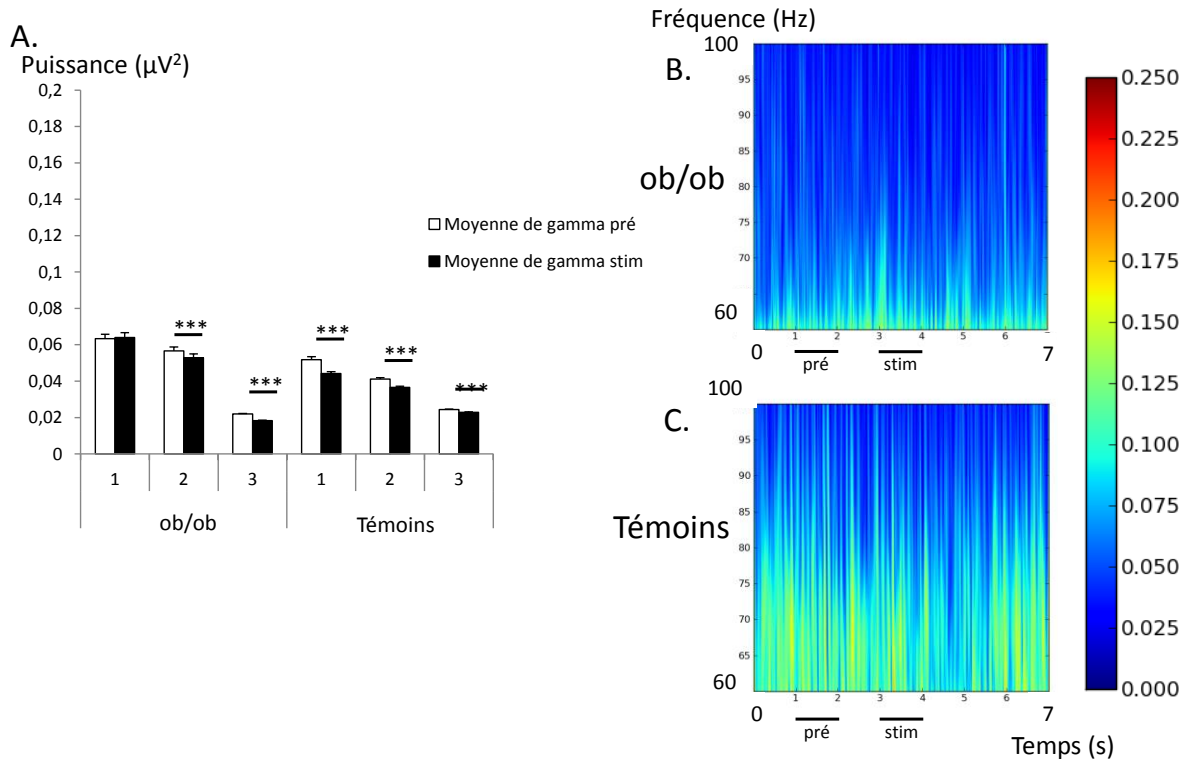 A.
Puissance (µV²)
0,2
0,18
0,16
0,14
0,12
0,1
0,08
0,06
0,04
0,02
0
Moyenne de gamma pré
Moyenne de gamma stim
*** *** *** *** ***
1 2 3 1 2 3
ob/ob Témoins
Fréquence (Hz)
B.
ob/ob
100
95
90
85
80
75
70
60
1 2 3 4 5 6
0 7
pré stim
C.
Témoins
100
95
90
85
80
75
70
65
60
1 2 3 4 5 6
0 7
pré stim
Temps (s)
0.250
0.225
0.200
0.175
0.150
0.125
0.100
0.075
0.050
0.025
0.000